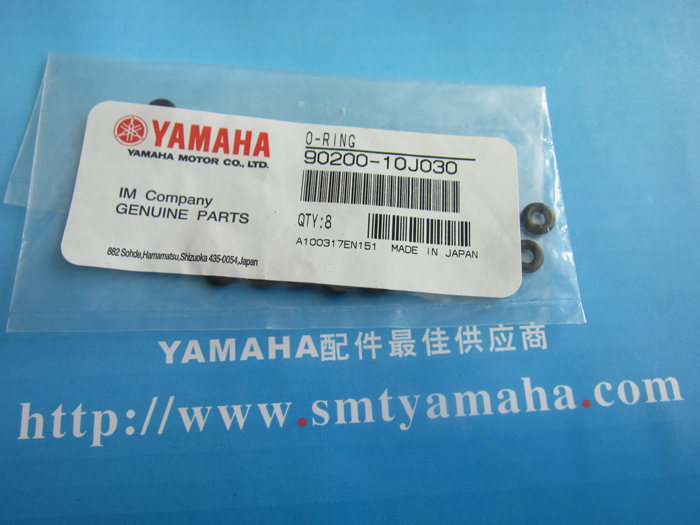 YAMAHA
YAMAHA MOTOR CO., LTD.
IM Company
GENUINE PARTS
882 Sohde,Hamamatsu,Shizuoka 435-0054,Japan
O-RING
90200-10J030
QTY:8
A100317EN151 MADE IN JAPAN
YAMAHA配件最佳供应商
http://www.smtyamaha.com